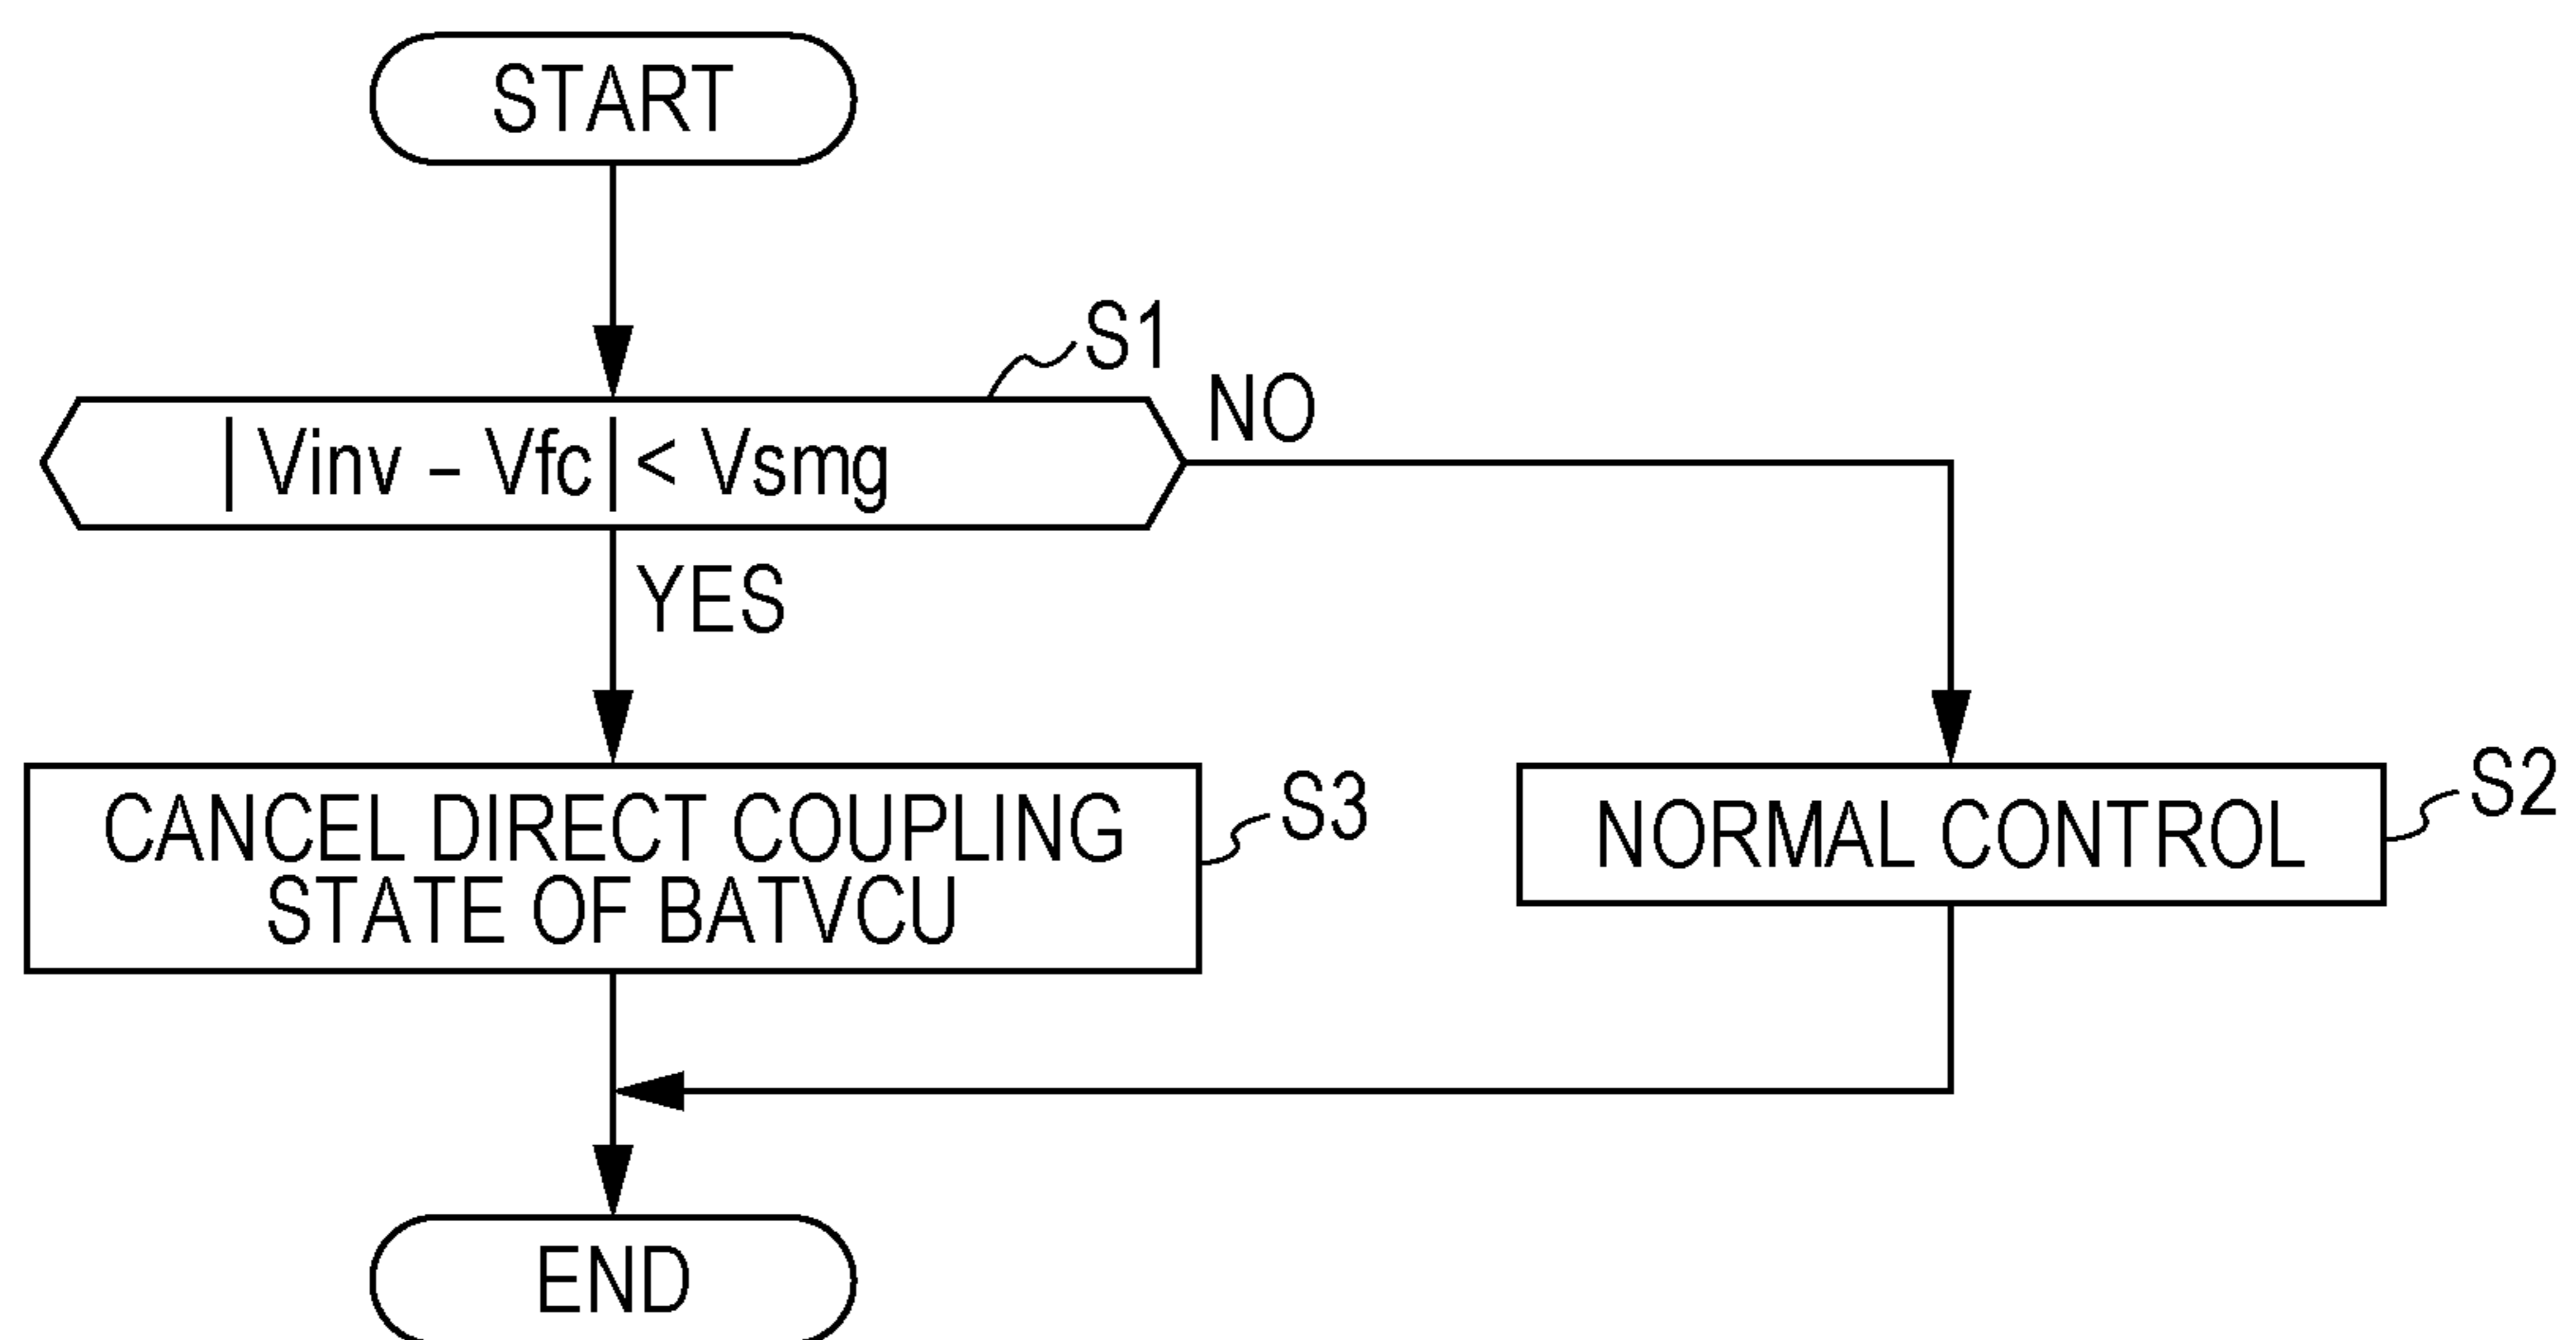 START
S1
| Vinv – Vfc | < Vsmg
NO
YES
CANCEL DIRECT COUPLING
STATE OF BATVCU
S3
NORMAL CONTROL
S2
END